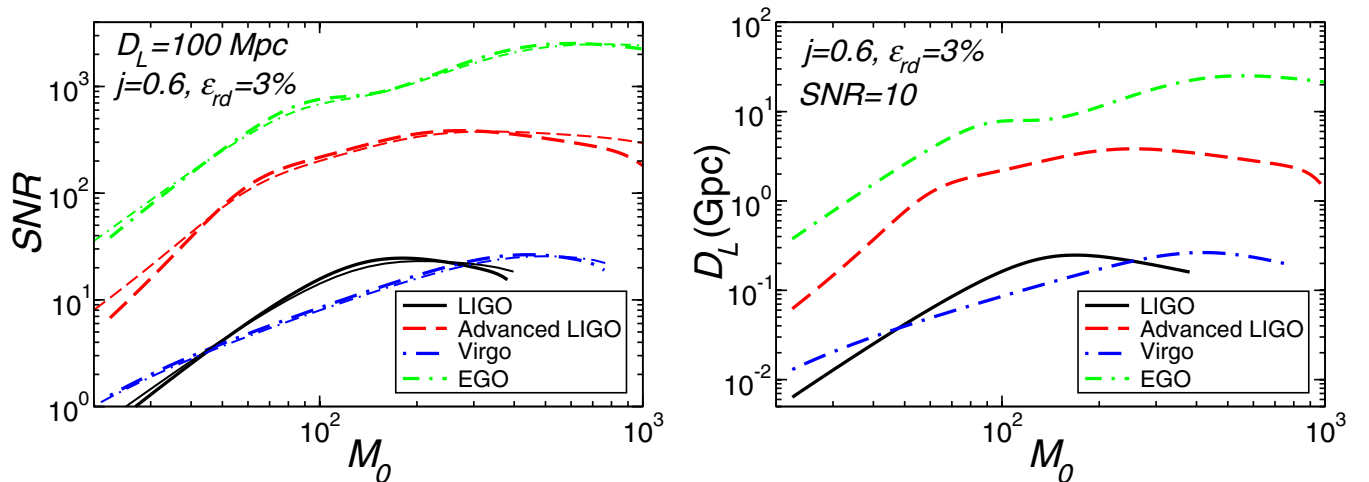 D_L=100 Mpc
j=0.6, ε_rd=3%
SNR
10^3
10^2
10^1
10^0
LIGO
Advanced LIGO
Virgo
EGO
10^2
10^3
M_0
j=0.6, ε_rd=3%
SNR=10
D_L (Gpc)
10^2
10^1
10^0
10^-1
10^-2
LIGO
Advanced LIGO
Virgo
EGO
10^2
10^3
M_0